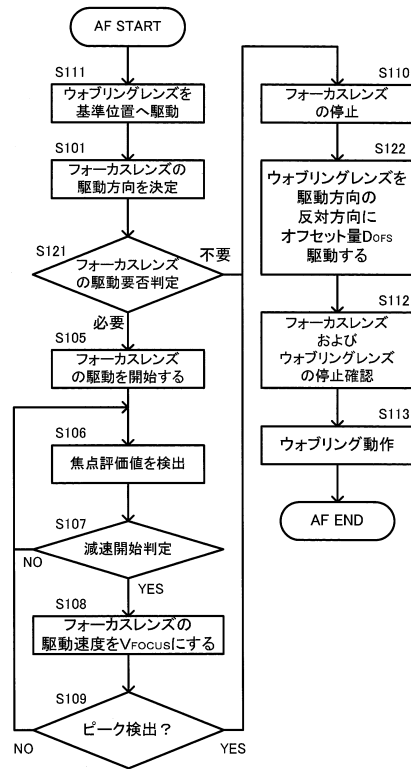 AF START
S111
ウォブリングレンズを
基準位置へ駆動
S101
フォーカスレンズの
駆動方向を決定
S121
フォーカスレンズ
の駆動要否判定
不要
必要
S105
フォーカスレンズ
の駆動を開始する
S106
焦点評価値を検出
S107
減速開始判定
NO
YES
S108
フォーカスレンズの
駆動速度をVFOCUSにする
S109
ピーク検出？
NO
YES
S110
フォーカスレンズ
の停止
S122
ウォブリングレンズを
駆動方向の
反対方向に
オフセット量DOFS
駆動する
S112
フォーカスレンズ
および
ウォブリングレンズ
の停止確認
S113
ウォブリング動作
AF END